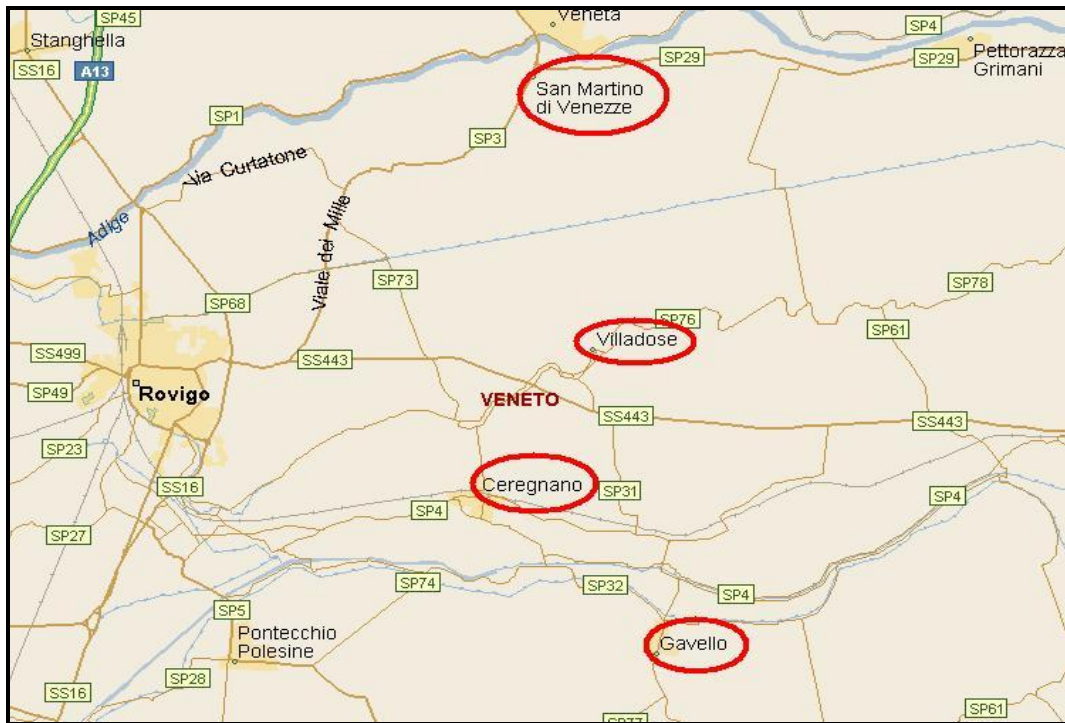 SP45
Veneta
SP4
Stanghella
Pettorazza
Grimani
SS16
A13
SP29
SP29
San Martino
di Venezze
SP1
SP3
Via Curtatone
Viale dei Mille
Adige
SP73
SP78
SP68
SP76
SP61
Villadose
SS499
SS443
SP49
Rovigo
VENETO
SS443
SS443
SP23
Ceregnano
SS16
SP31
SP4
SP4
SP27
SP74
SP32
SP4
SP5
Pontecchio
Polesine
Gavello
SP28
SS16
SP61
SP77